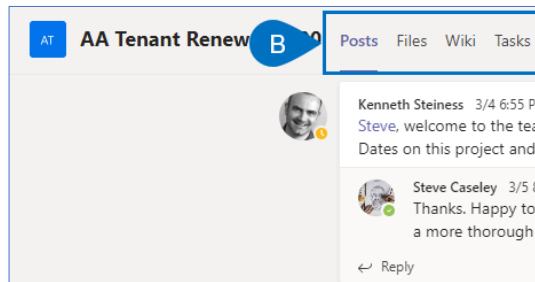 AT AA Tenant Renew B Posts Files Wiki Tasks
Kenneth Steiness 3/4 6:55 P
Steve, welcome to the tea
Dates on this project and
Steve Caseley 3/5 8
Thanks. Happy to
a more thorough
Reply